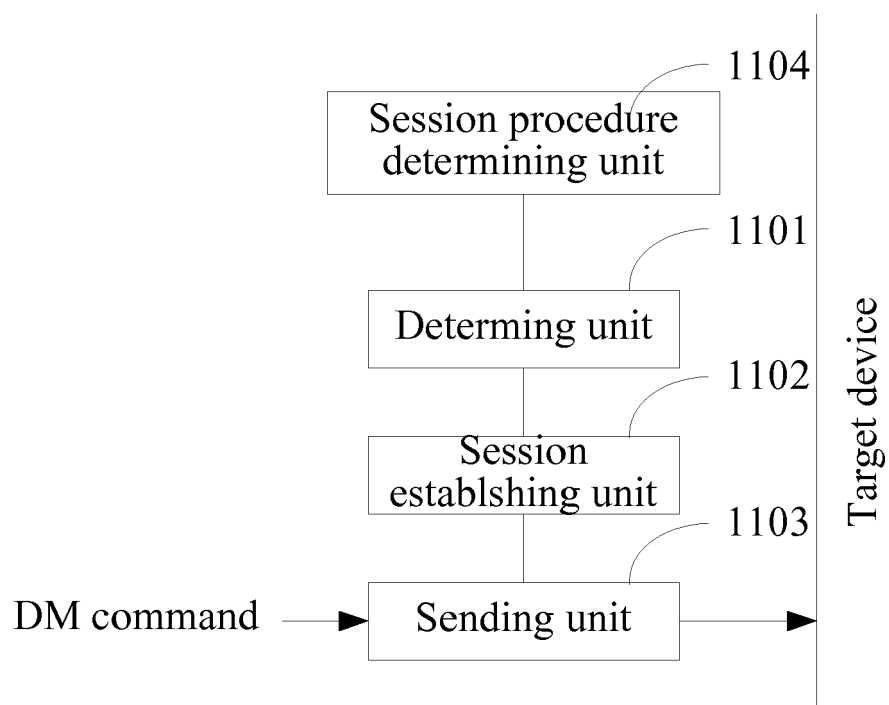 1104
Session procedure
determining unit
1101
Determing unit
1102
Session
establshing unit
1103
DM command
Sending unit
Target device